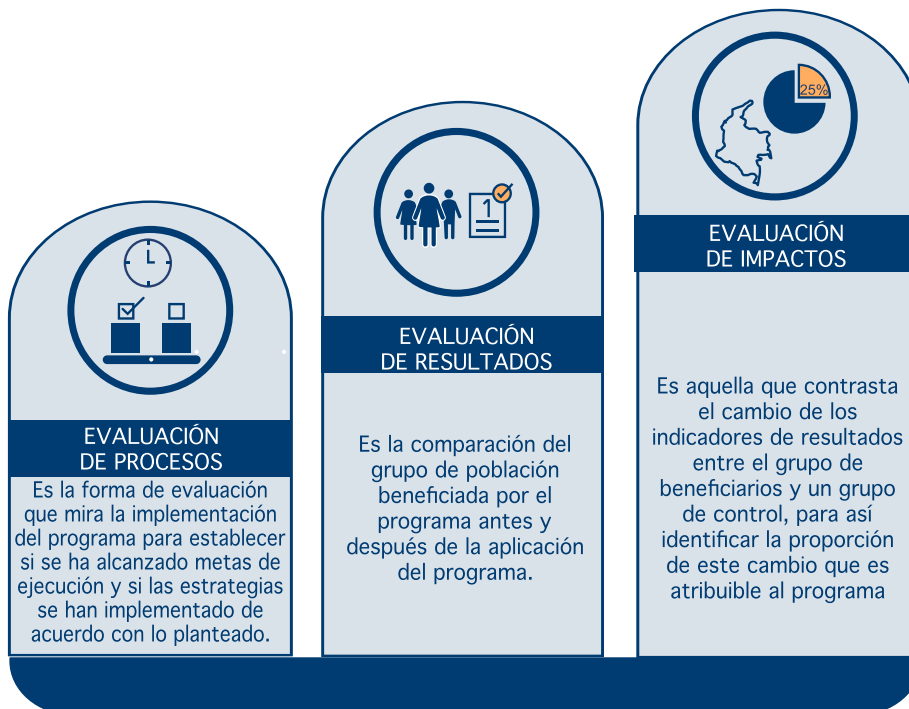 EVALUACIÓN
DE PROCESOS
Es la forma de evaluación
que mira la implementación
del programa para establecer
si se ha alcanzado metas de
ejecución y si las estrategias
se han implementado de
acuerdo con lo planteado.
1
EVALUACIÓN
DE RESULTADOS
Es la comparación del
grupo de población
beneficiada por el
programa antes y
después de la aplicación
del programa.
25%
EVALUACIÓN
DE IMPACTOS
Es aquella que contrasta
el cambio de los
indicadores de resultados
entre el grupo de
beneficiarios y un grupo
de control, para así
identificar la proporción
de este cambio que es
atribuible al programa